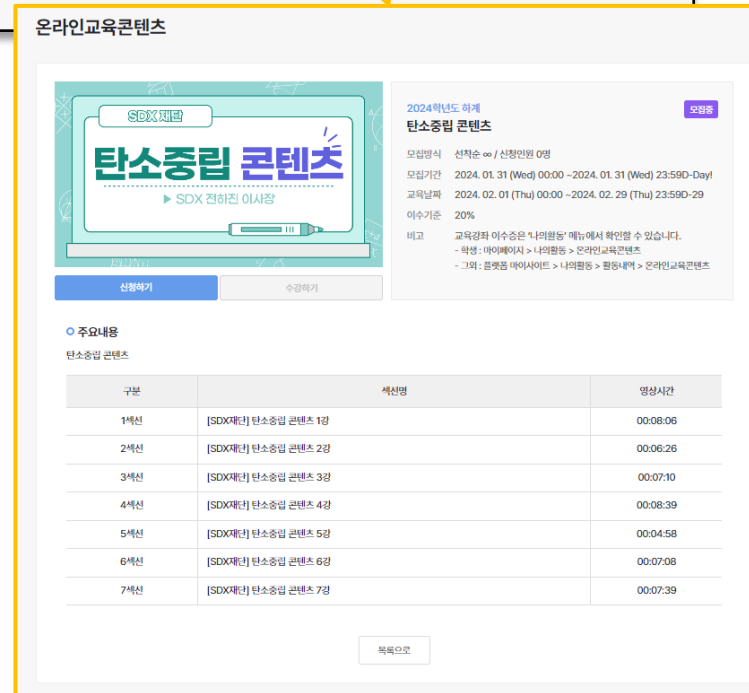 온라인교육콘텐츠
SDX 재단
탄소중립 콘텐츠
▶ SDX 전하진 이사장
신청하기
수강하기
2024학년도 하계
모집중
탄소중립 콘텐츠
모집방식 선착순 ∞ / 신청인원 0명
모집기간 2024. 01. 31 (Wed) 00:00 ~2024. 01. 31 (Wed) 23:59D-Day!
교육날짜 2024. 02. 01 (Thu) 00:00 ~2024. 02. 29 (Thu) 23:59D-29
이수기준 20%
비고 교육강좌 이수증은 '나의활동' 메뉴에서 확인할 수 있습니다.
- 학생 : 마이페이지 > 나의활동 > 온라인교육콘텐츠
- 그외 : 플랫폼 마이사이트 > 나의활동 > 활동내역 > 온라인교육콘텐츠
주요내용
탄소중립 콘텐츠
구분 섹션명 영상시간
1섹션 [SDX재단] 탄소중립 콘텐츠 1강 00:08:06
2섹션 [SDX재단] 탄소중립 콘텐츠 2강 00:06:26
3섹션 [SDX재단] 탄소중립 콘텐츠 3강 00:07:10
4섹션 [SDX재단] 탄소중립 콘텐츠 4강 00:08:39
5섹션 [SDX재단] 탄소중립 콘텐츠 5강 00:04:58
6섹션 [SDX재단] 탄소중립 콘텐츠 6강 00:07:08
7섹션 [SDX재단] 탄소중립 콘텐츠 7강 00:07:39
목록으로